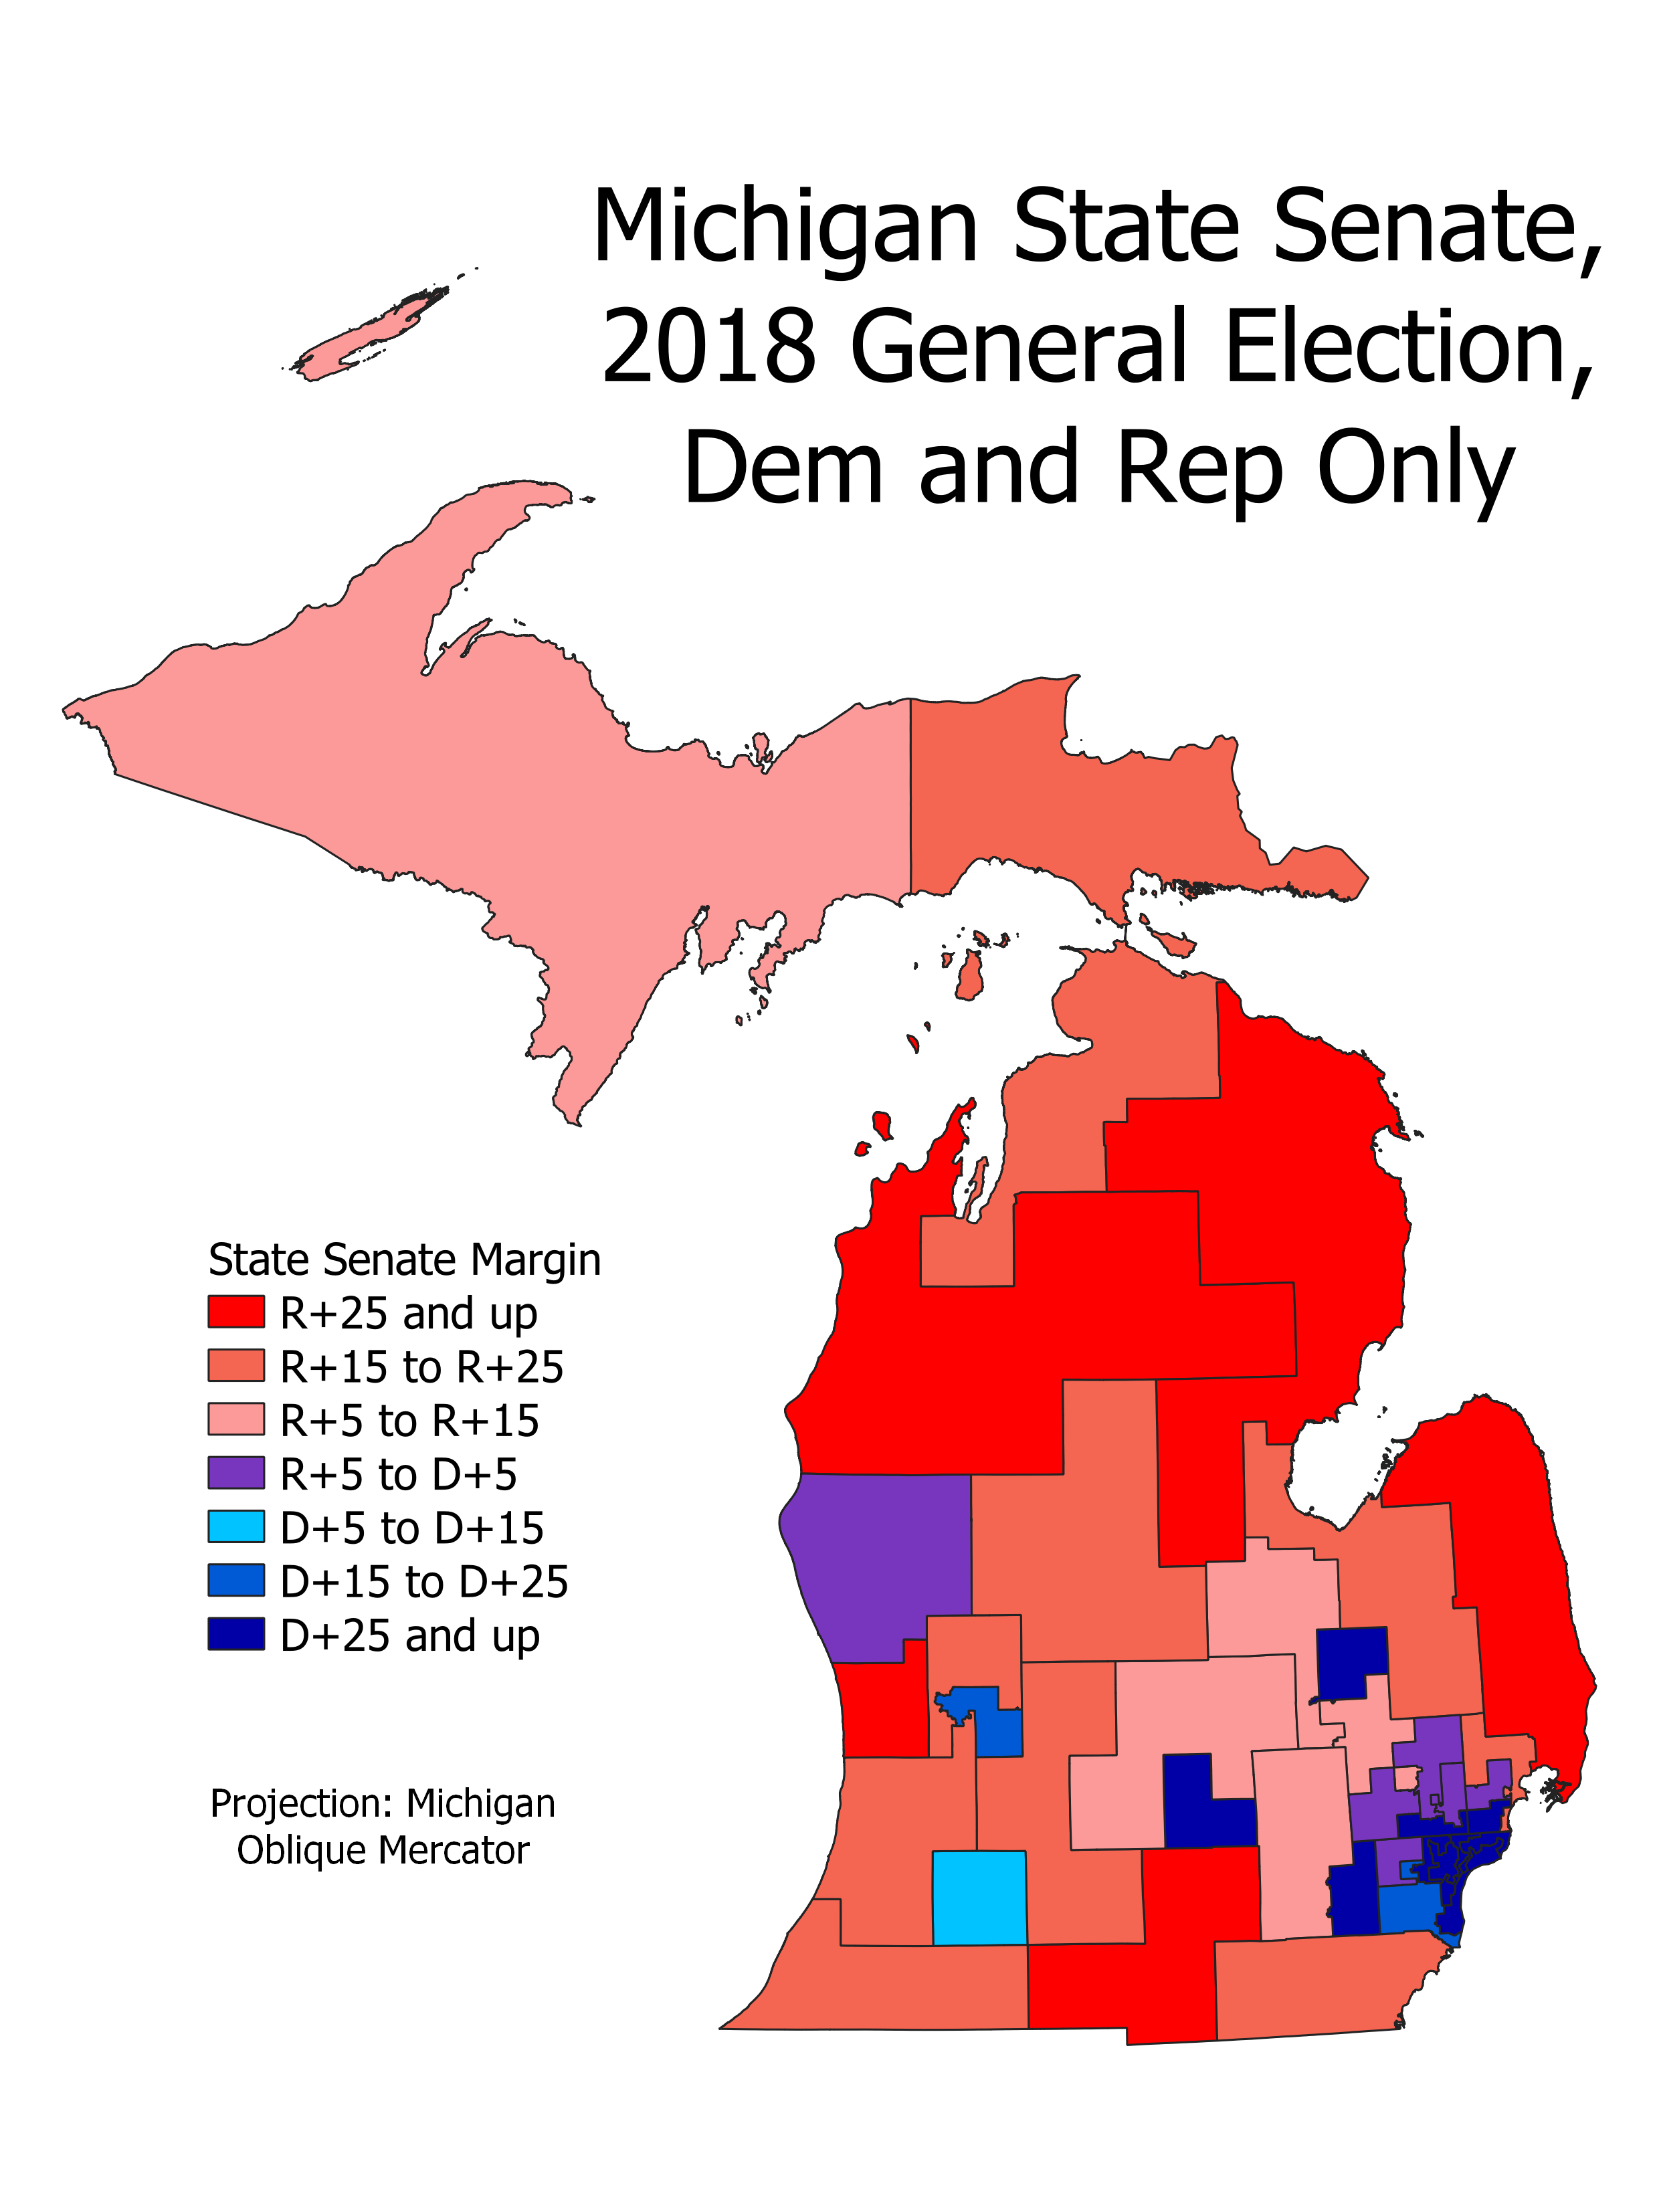 Michigan State Senate,
2018 General Election,
Dem and Rep Only
State Senate Margin
R+25 and up
R+15 to R+25
R+5 to R+15
R+5 to D+5
D+5 to D+15
D+15 to D+25
D+25 and up
Projection: Michigan
Oblique Mercator